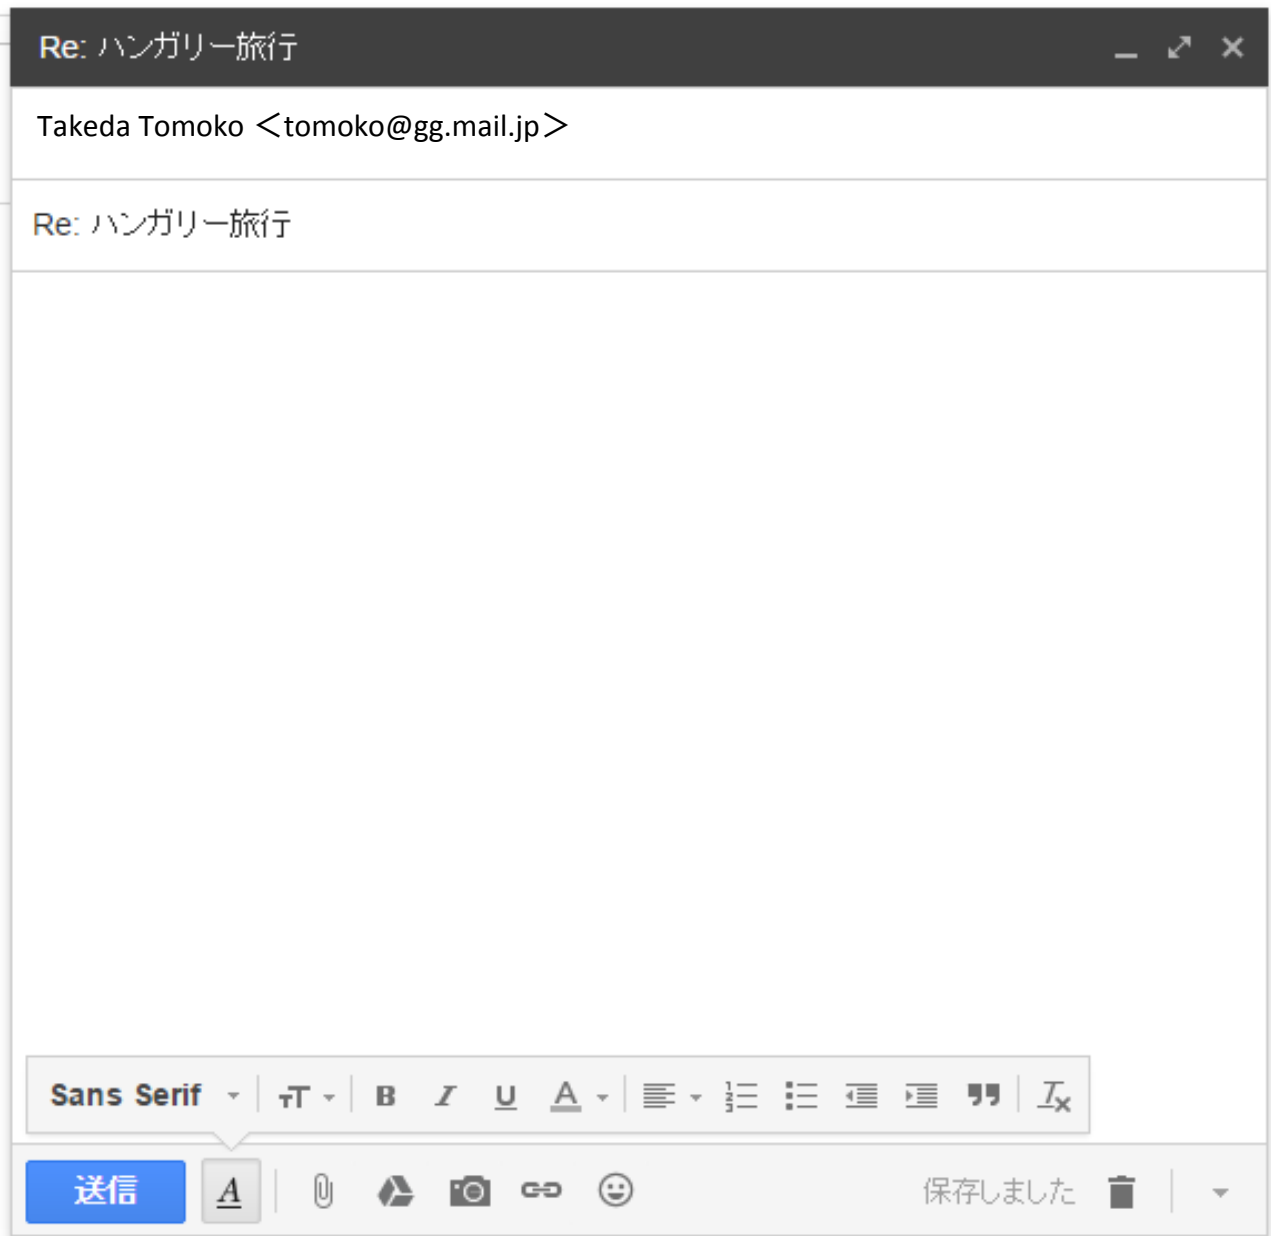 Re: ハンガリー旅行
Takeda Tomoko ＜tomoko@gg.mail.jp＞
Re: ハンガリー旅行
Sans Serif
送信
保存しました